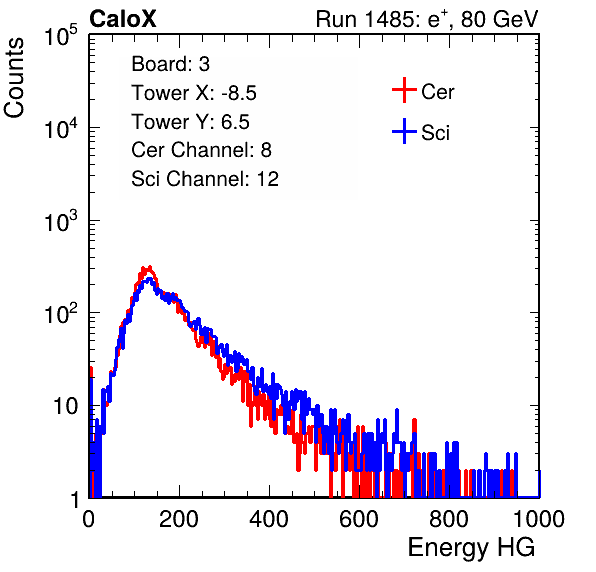 CaloX Run 1485: e⁺, 80 GeV
Counts
Board: 3
Tower X: -8.5
Tower Y: 6.5
Cer Channel: 8
Sci Channel: 12
Cer
Sci
10⁵
10⁴
10³
10²
10
1
0 200 400 600 800 1000
Energy HG